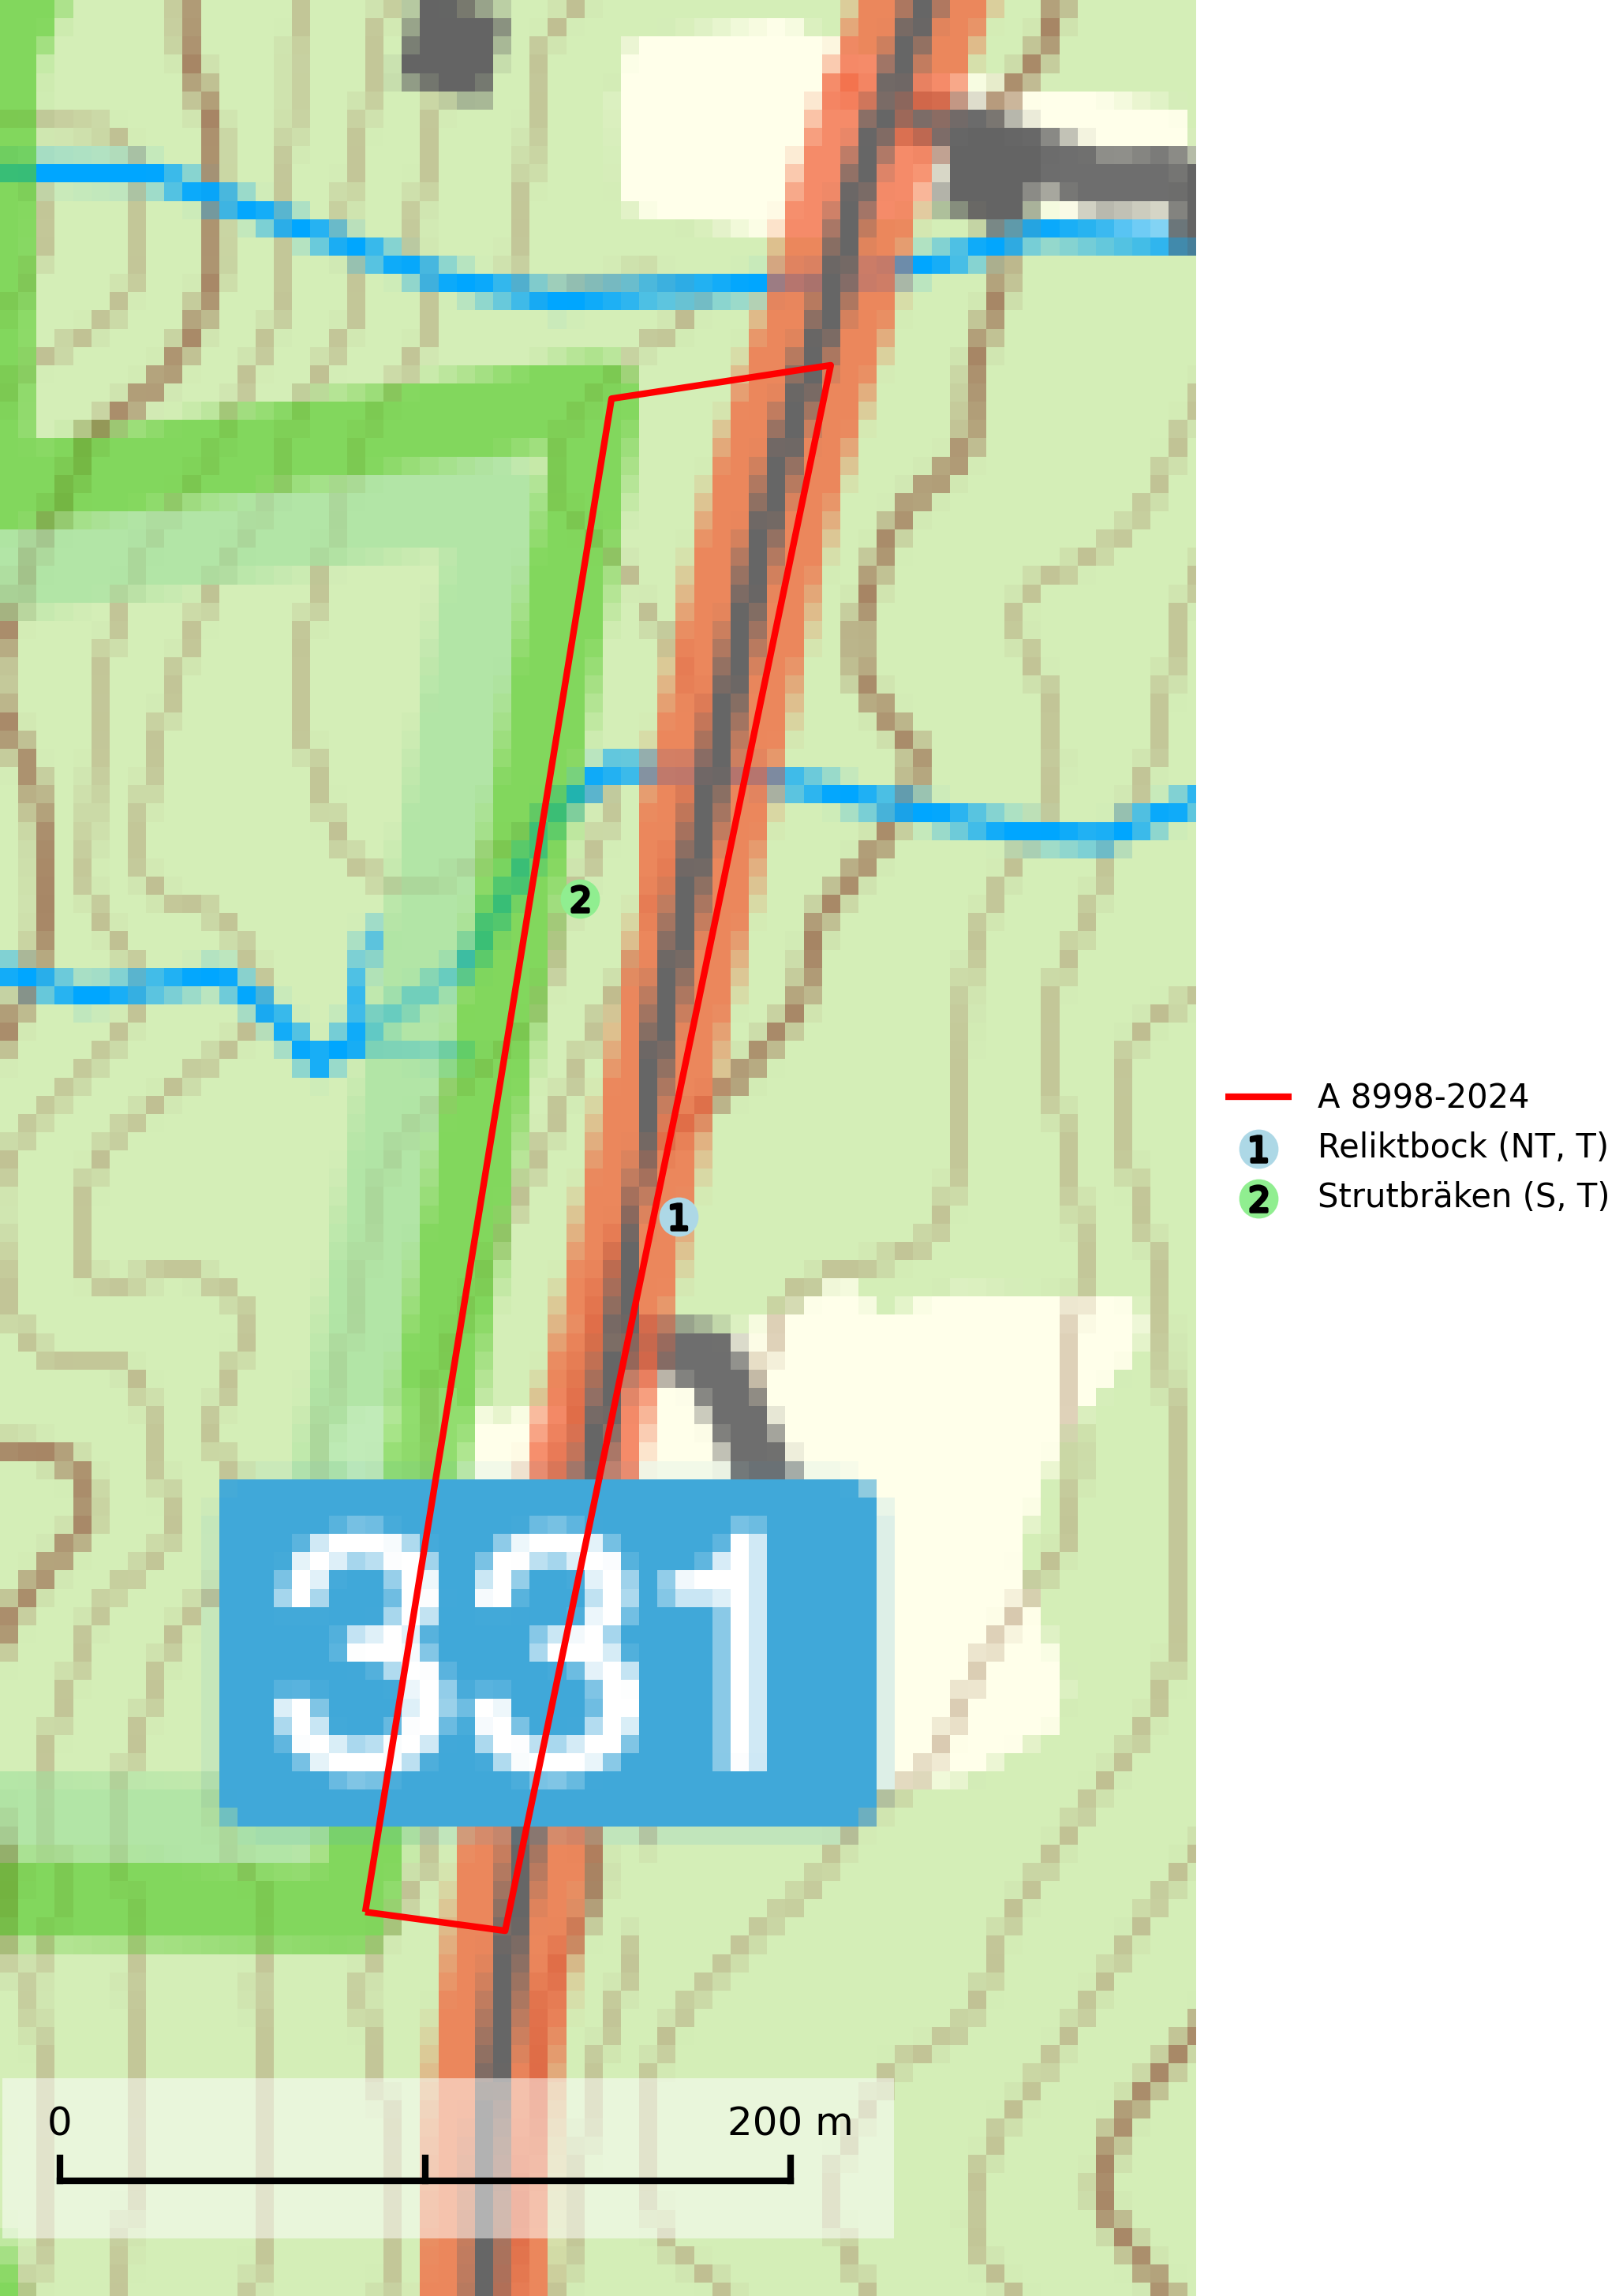 2
1
331
0 200 m
A 8998-2024
1 Reliktbock (NT, T)
2 Strutbräken (S, T)